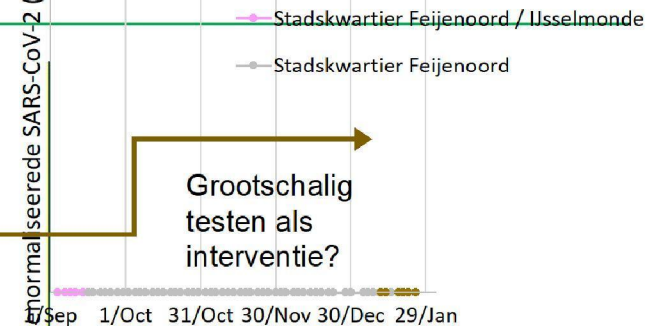 Stadskwartier Feijenoord / IJsselmonde
Stadskwartier Feijenoord
(normaliseerede SARS-CoV-2 (
Grootschalig
testen als
interventie?
1/Sep 1/Oct 31/Oct 30/Nov 30/Dec 29/Jan